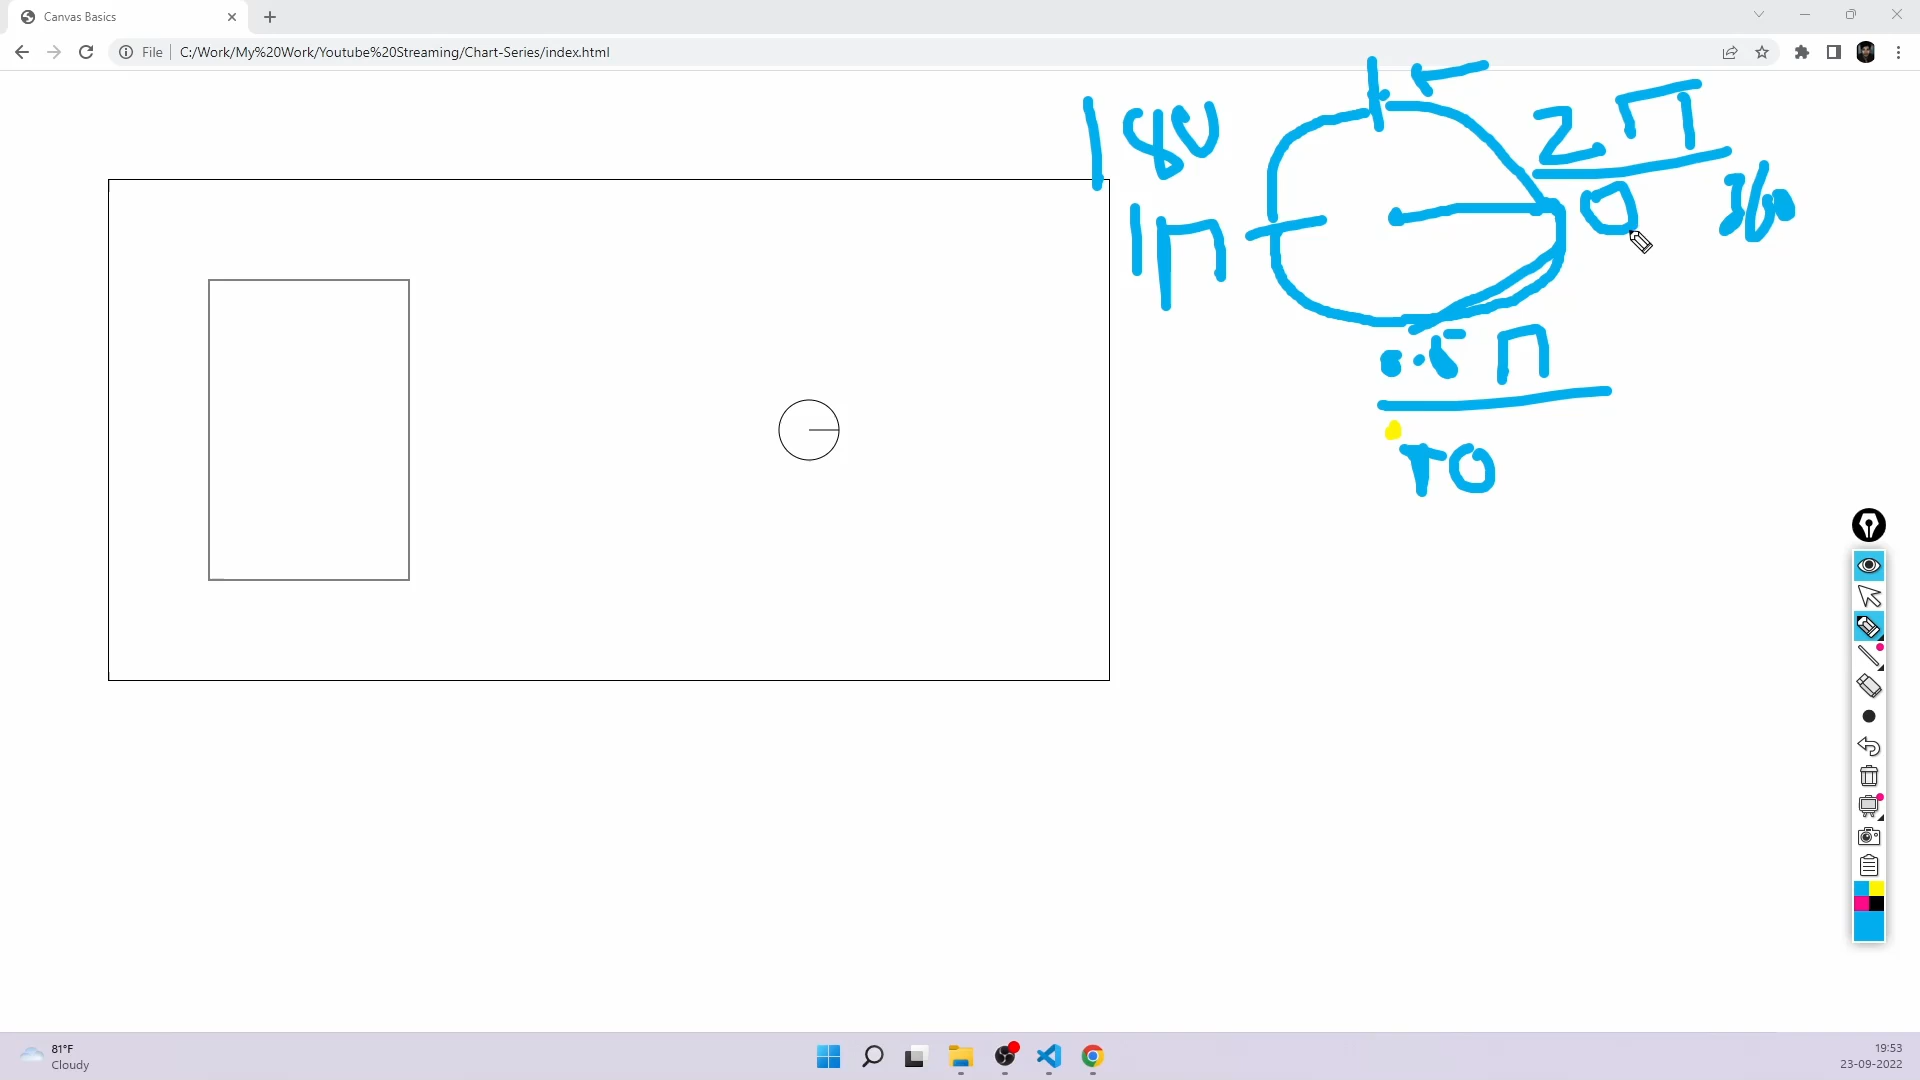 Canvas Basics
File C:/Work/My%20Work/Youtube%20Streaming/Chart-Series/index.html
180
1π
2π
0
360
0.5π
90
81°F
Cloudy
19:53
23-09-2022